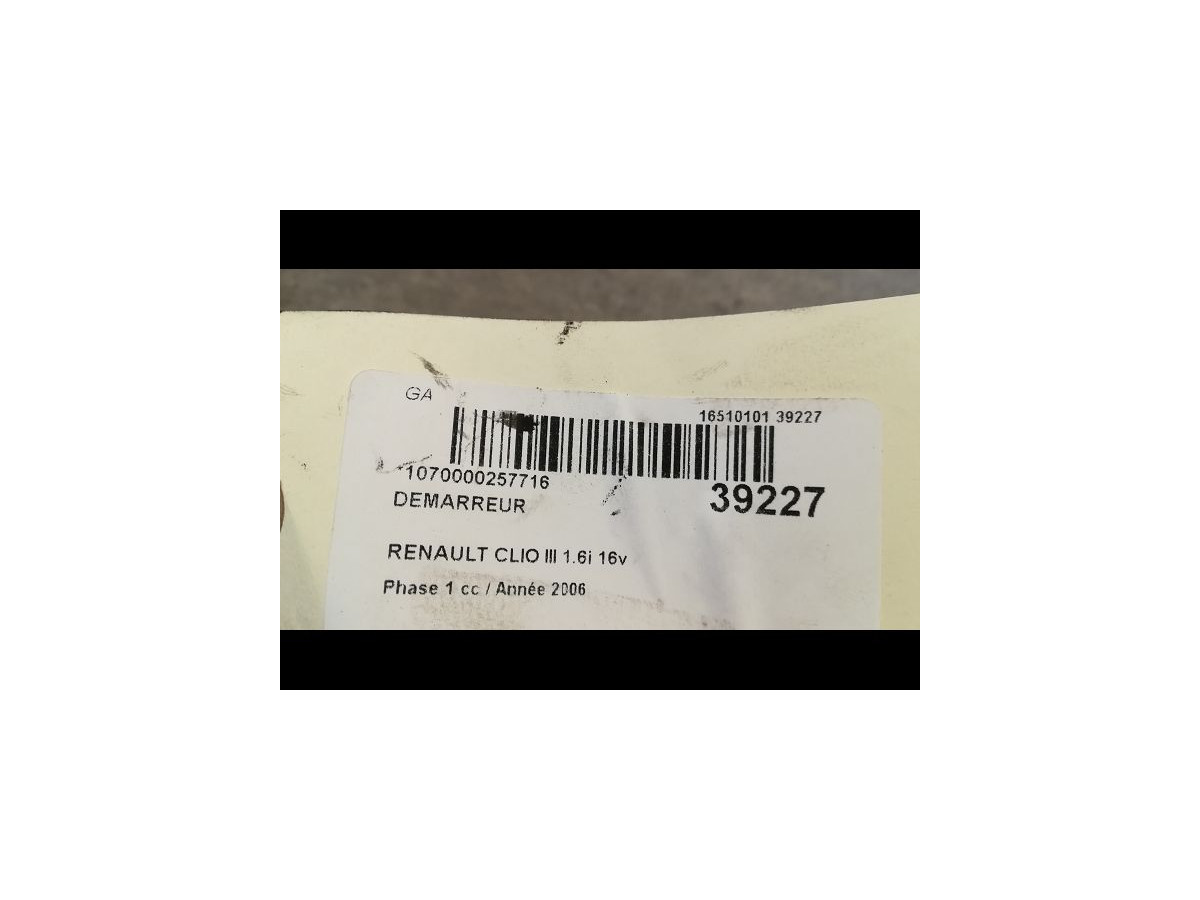 GA
16510101 39227
1070000257716
39227
DEMARREUR
RENAULT CLIO III 1.6i 16v
Phase 1 cc / Année 2006